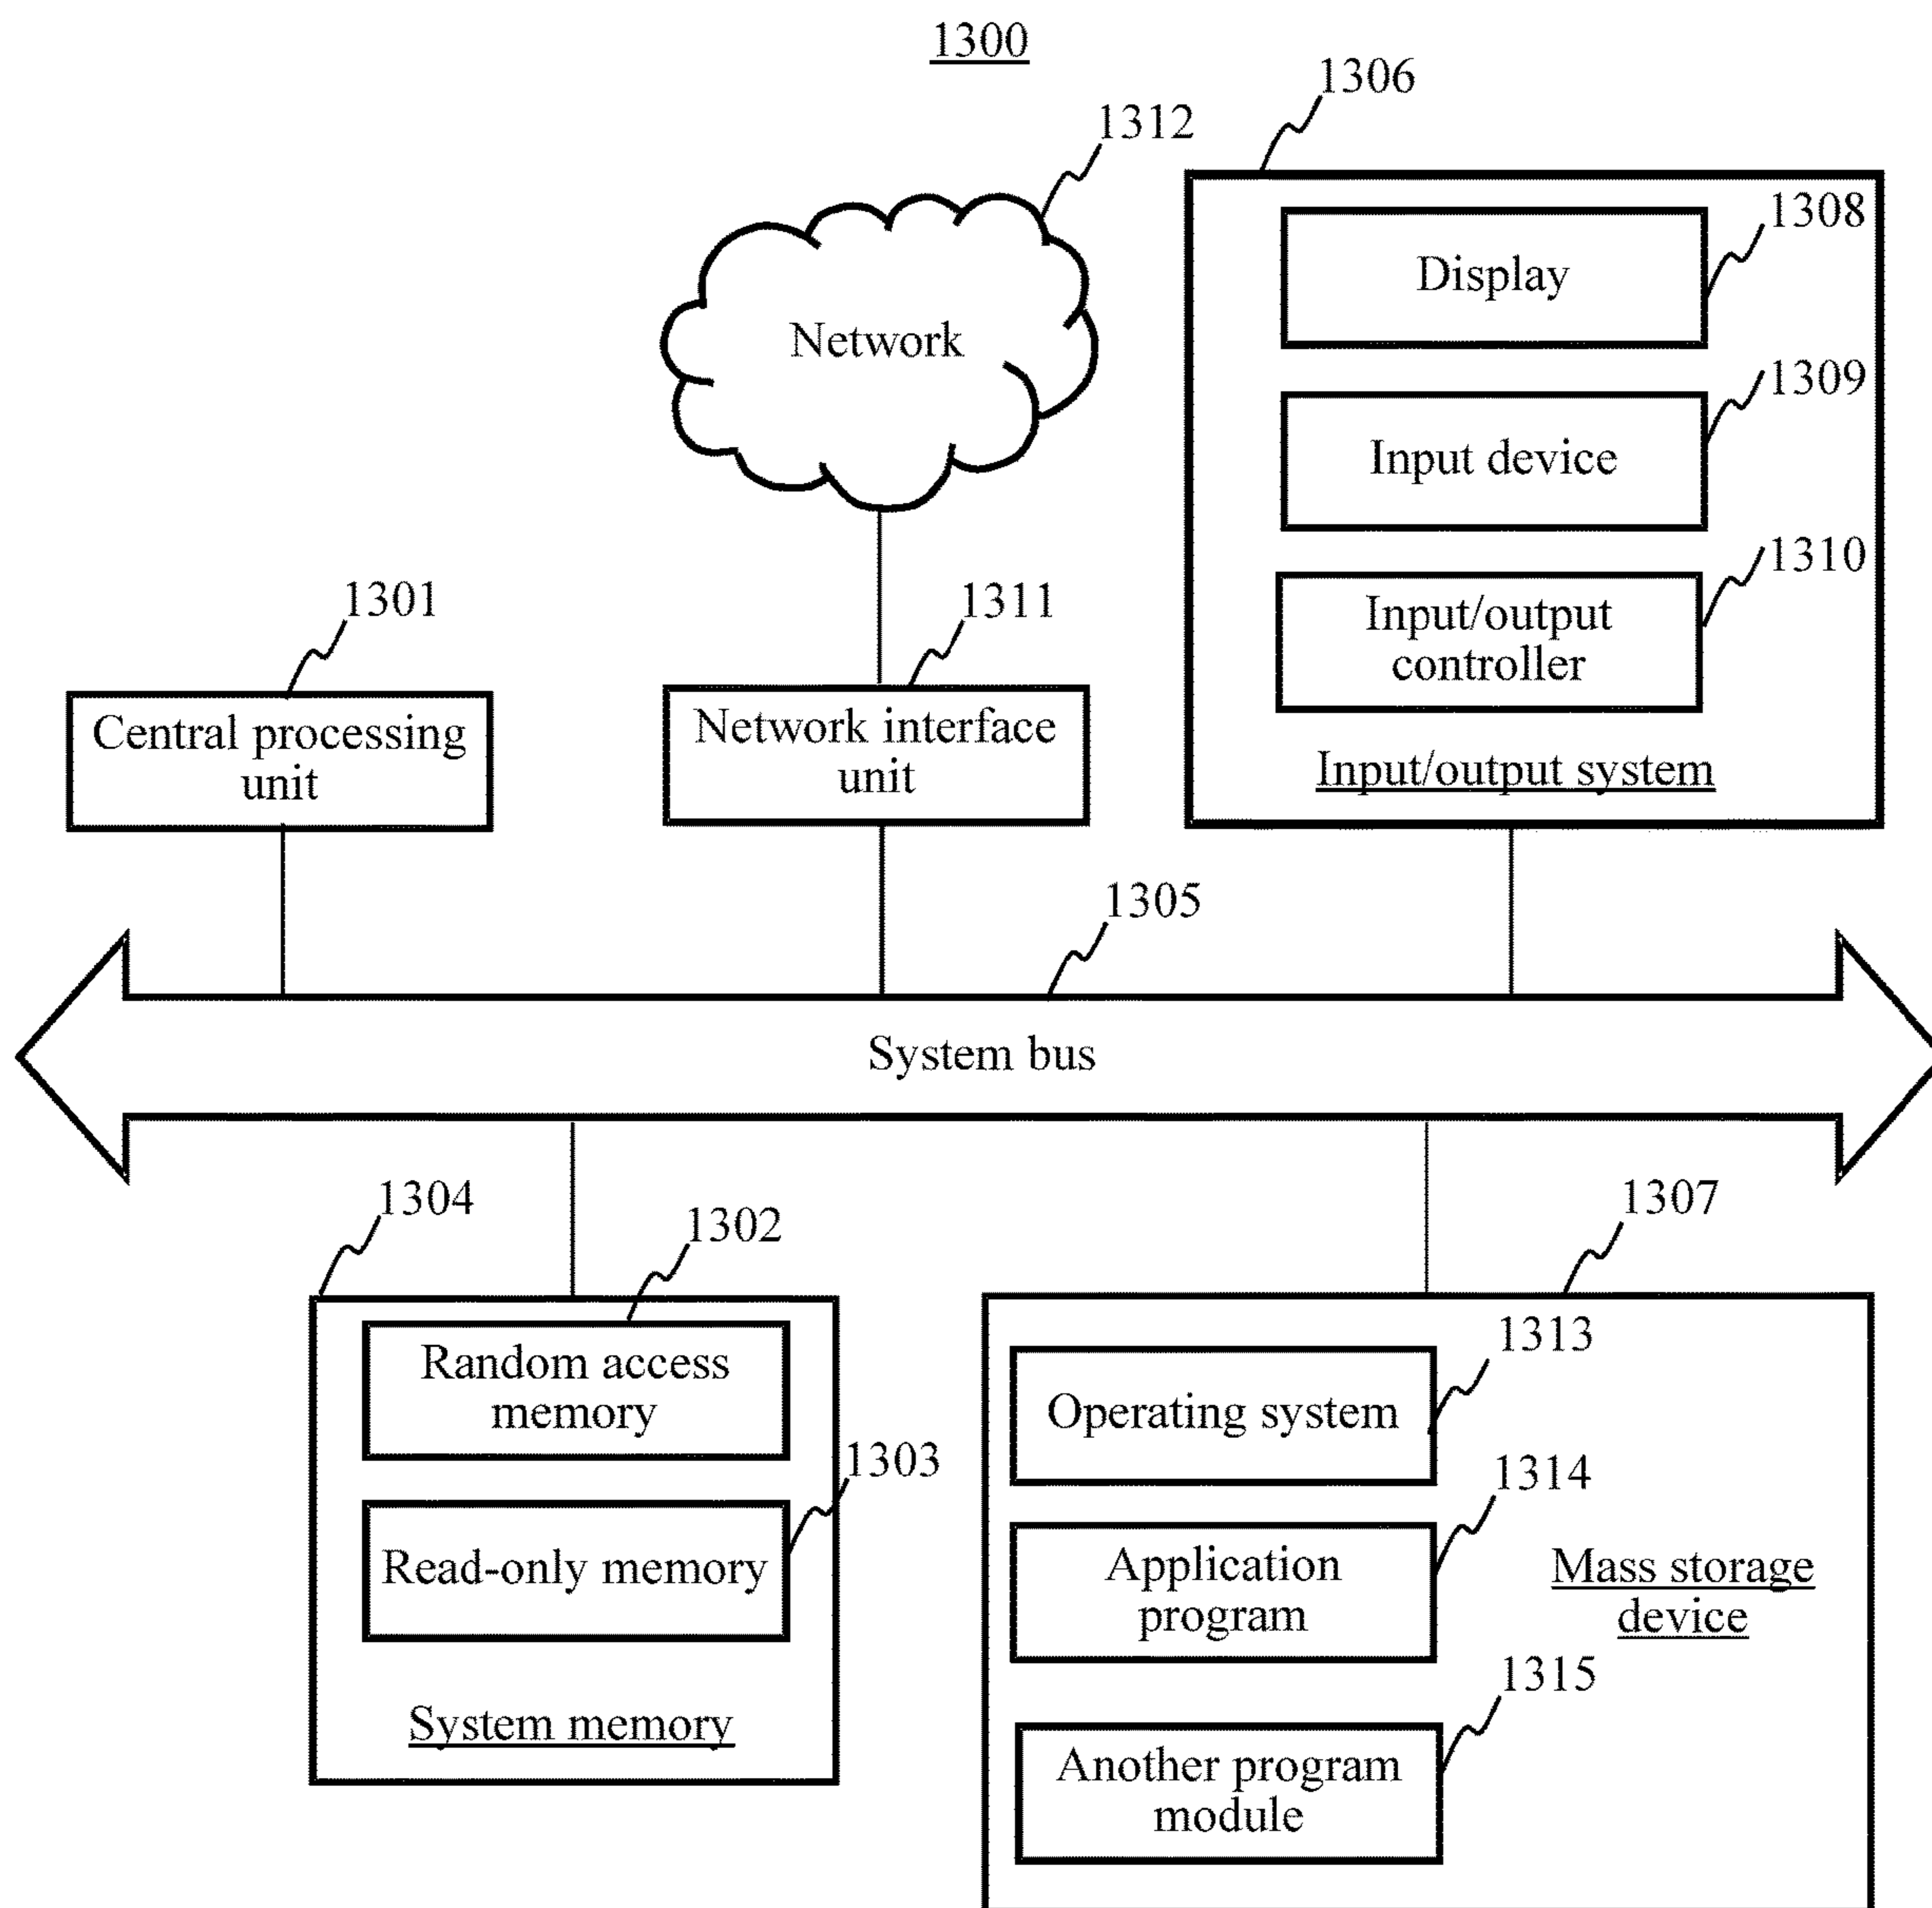 1300
1306
1312
1308
Display
Network
1309
Input device
1310
Input/output
controller
1301
1311
Central processing
unit
Network interface
unit
Input/output system
1305
System bus
1304
1302
1307
Random access
memory
1313
Operating system
1303
Read-only memory
1314
Application
program
Mass storage
device
System memory
1315
Another program
module